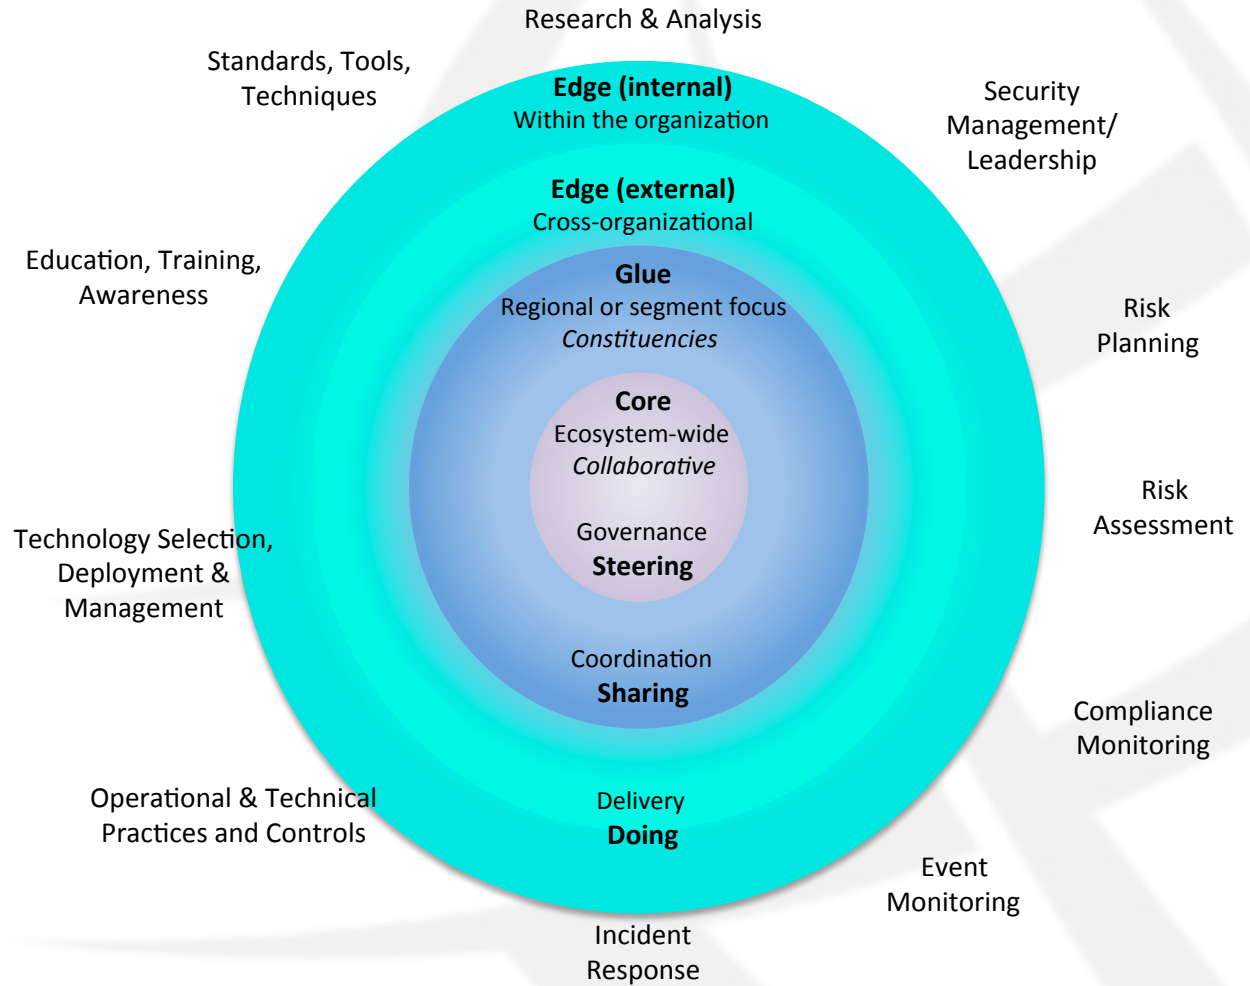 Research & Analysis
Standards, Tools,
Techniques
Edge (internal)
Within the organization
Security
Management/
Leadership
Edge (external)
Cross-organizational
Education, Training,
Awareness
Glue
Regional or segment focus
Constituencies
Risk
Planning
Core
Ecosystem-wide
Collaborative
Risk
Assessment
Technology Selection,
Deployment &
Management
Governance
Steering
Coordination
Sharing
Compliance
Monitoring
Operational & Technical
Practices and Controls
Delivery
Doing
Event
Monitoring
Incident
Response